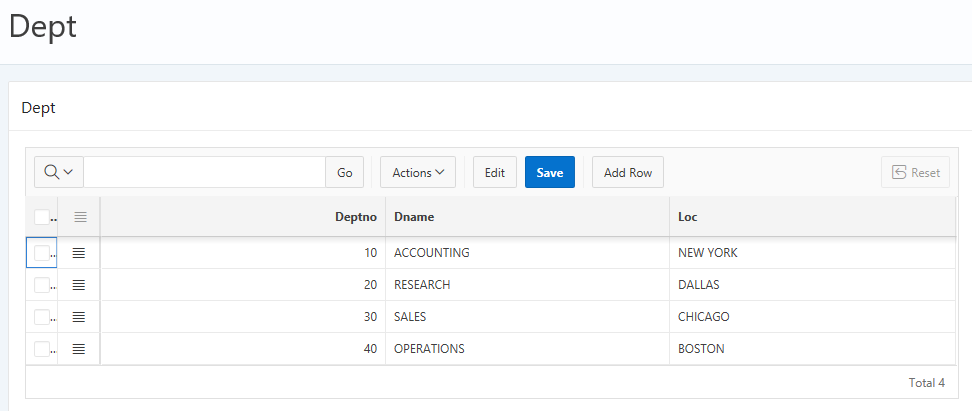 Dept
Dept
Go Actions Edit Save Add Row Reset
.. Deptno Dname Loc
.. 10 ACCOUNTING NEW YORK
.. 20 RESEARCH DALLAS
.. 30 SALES CHICAGO
.. 40 OPERATIONS BOSTON
Total 4